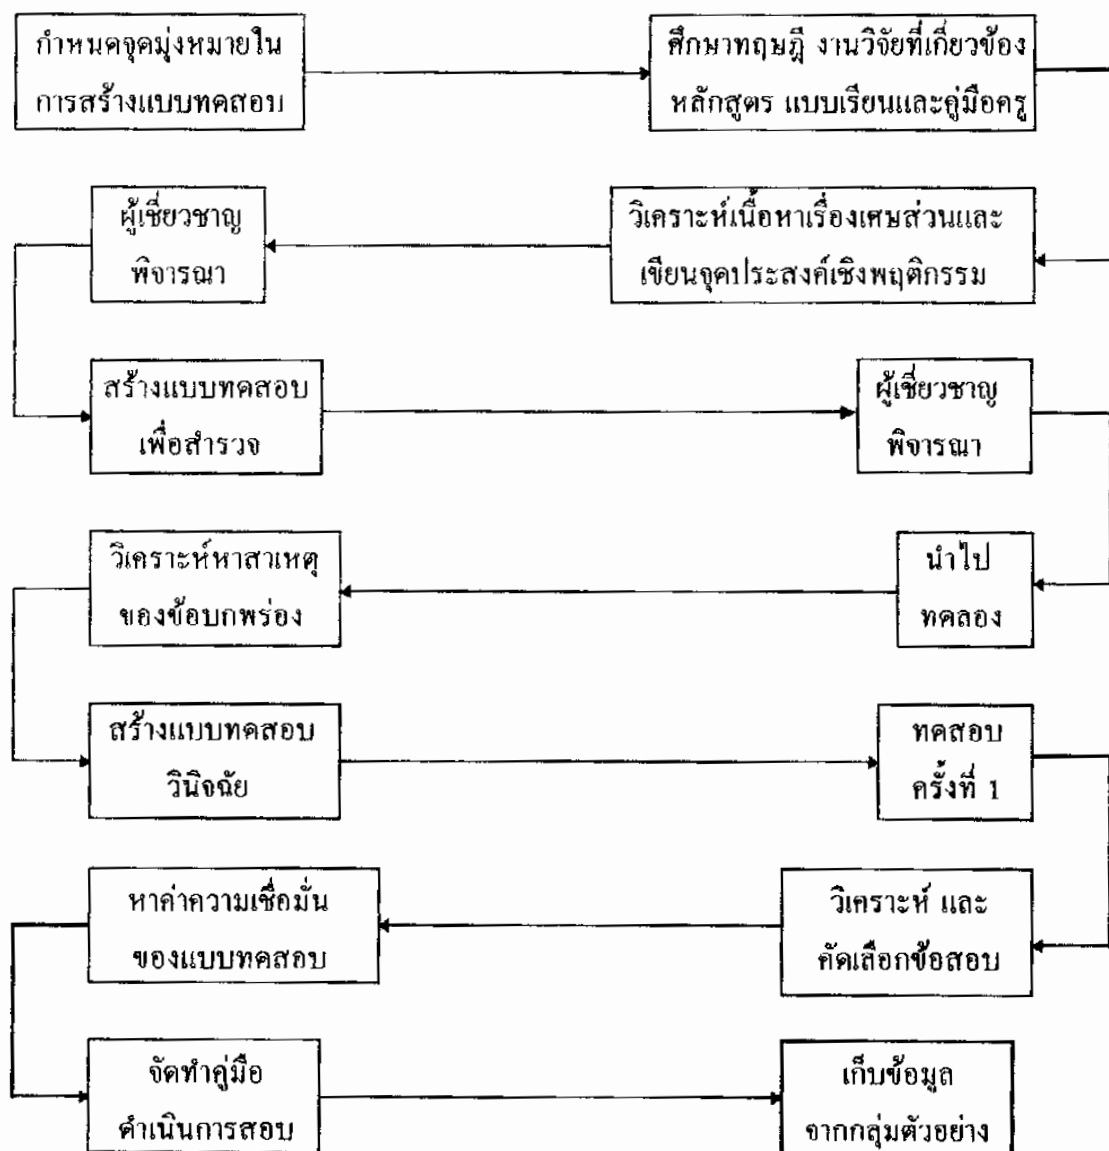 กำหนดจุดมุ่งหมายใน
การสร้างแบบทดสอบ
ศึกษาทฤษฎี งานวิจัยที่เกี่ยวข้อง
หลักสูตร แบบเรียนและคู่มือครู
วิเคราะห์เนื้อหาเรื่องเศษส่วนและ
เขียนจุดประสงค์เชิงพฤติกรรม
ผู้เชี่ยวชาญ
พิจารณา
สร้างแบบทดสอบ
เพื่อสำรวจ
ผู้เชี่ยวชาญ
พิจารณา
นำไป
ทดลอง
วิเคราะห์หาสาเหตุ
ของข้อบกพร่อง
สร้างแบบทดสอบ
วินิจฉัย
ทดสอบ
ครั้งที่ 1
วิเคราะห์ และ
คัดเลือกข้อสอบ
หาค่าความเชื่อมั่น
ของแบบทดสอบ
จัดทำคู่มือ
ดำเนินการสอบ
เก็บข้อมูล
จากกลุ่มตัวอย่าง